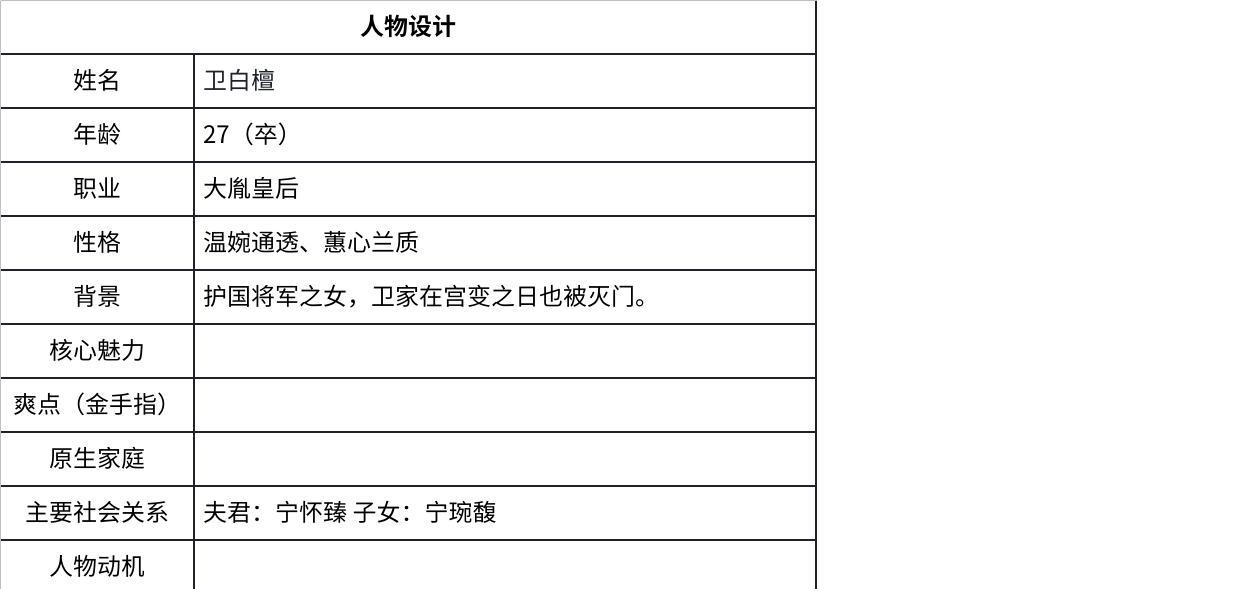 人物设计
姓名 卫白檀
年龄 27（卒）
职业 大胤皇后
性格 温婉通透、蕙心兰质
背景 护国将军之女，卫家在宫变之日也被灭门。
核心魅力
爽点（金手指）
原生家庭
主要社会关系 夫君：宁怀臻 子女：宁琬馥
人物动机